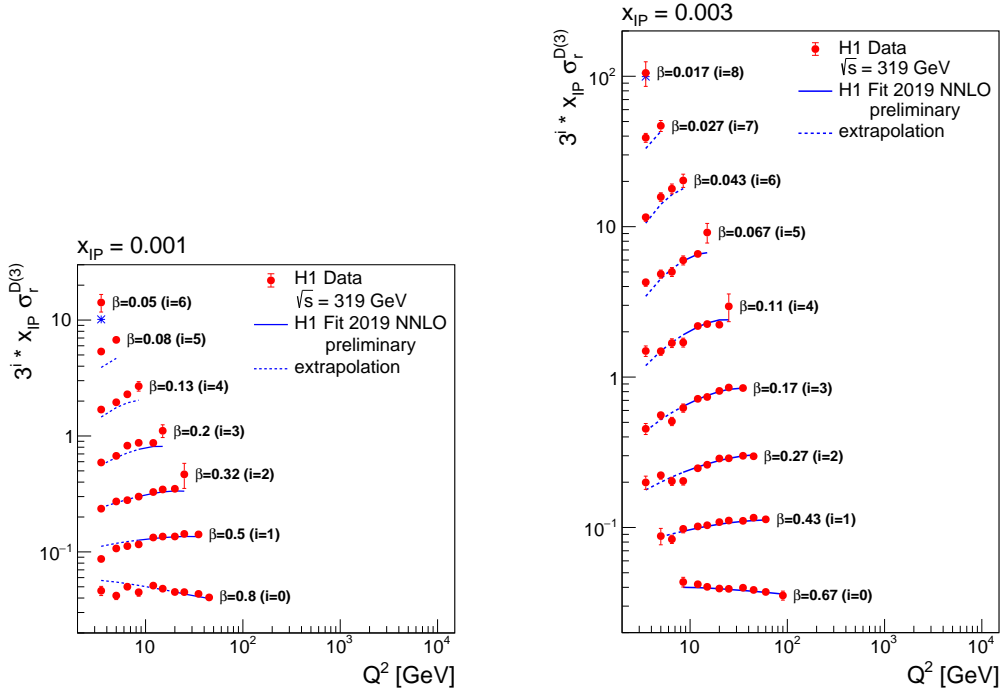 x_IP = 0.001
3^i * x_IP σ_r^D(3)
H1 Data
√s = 319 GeV
H1 Fit 2019 NNLO
preliminary
extrapolation
β=0.05 (i=6)
β=0.08 (i=5)
β=0.13 (i=4)
β=0.2 (i=3)
β=0.32 (i=2)
β=0.5 (i=1)
β=0.8 (i=0)
10
1
10^−1
10
10^2
10^3
10^4
Q^2 [GeV]
x_IP = 0.003
3^i * x_IP σ_r^D(3)
H1 Data
√s = 319 GeV
H1 Fit 2019 NNLO
preliminary
extrapolation
β=0.017 (i=8)
β=0.027 (i=7)
β=0.043 (i=6)
β=0.067 (i=5)
β=0.11 (i=4)
β=0.17 (i=3)
β=0.27 (i=2)
β=0.43 (i=1)
β=0.67 (i=0)
10^2
10
1
10^−1
10
10^2
10^3
10^4
Q^2 [GeV]